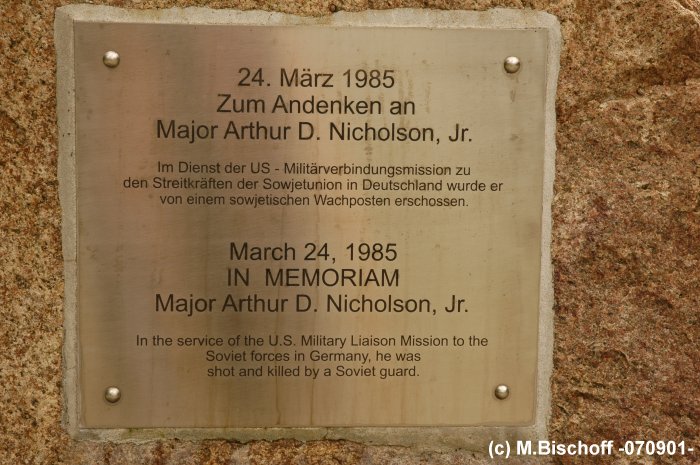 24. März 1985
Zum Andenken an
Major Arthur D. Nicholson, Jr.
Im Dienst der US - Militärverbindungsmission zu
den Streitkräften der Sowjetunion in Deutschland wurde er
von einem sowjetischen Wachposten erschossen.
March 24, 1985
IN MEMORIAM
Major Arthur D. Nicholson, Jr.
In the service of the U.S. Military Liaison Mission to the
Soviet forces in Germany, he was
shot and killed by a Soviet guard.
(c) M.Bischoff -070901-